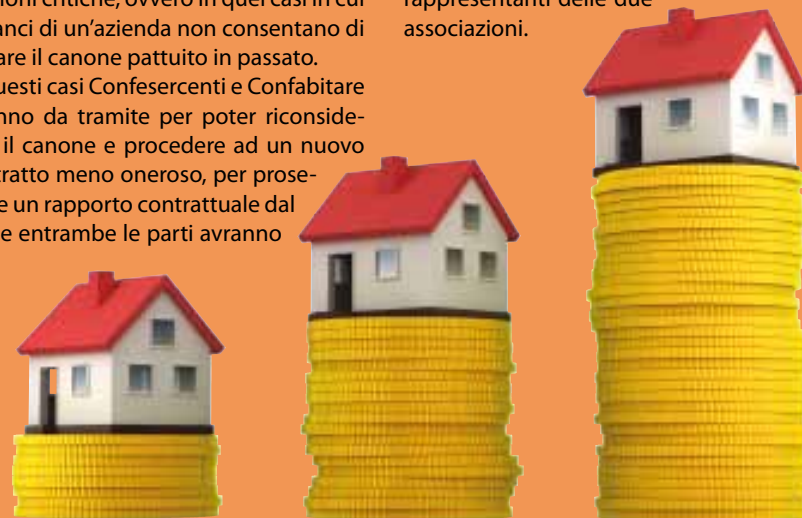 oni critiche, ovvero in quei casi in cui
anci di un'azienda non consentano di
are il canone pattuito in passato.
uesti casi Confesercenti e Confabitare
nno da tramite per poter riconside-
il canone e procedere ad un nuovo
tratto meno oneroso, per prose-
e un rapporto contrattuale dal
e entrambe le parti avranno
rappresentanti delle due
associazioni.